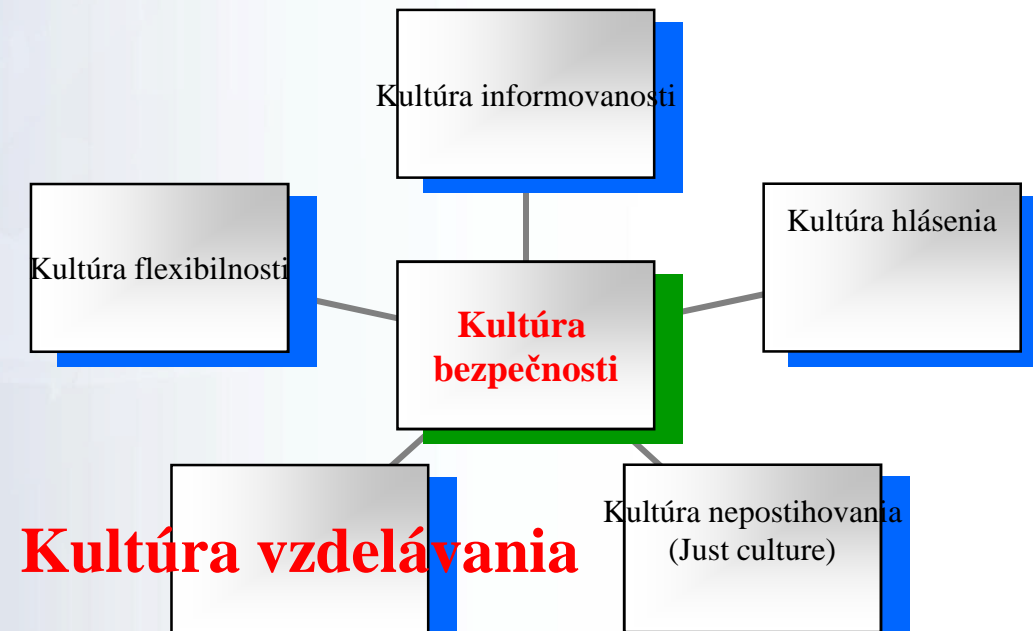 Kultúra informovanosti
Kultúra hlásenia
Kultúra flexibilnosti
Kultúra
bezpečnosti
Kultúra vzdelávania
Kultúra nepostihovania
(Just culture)